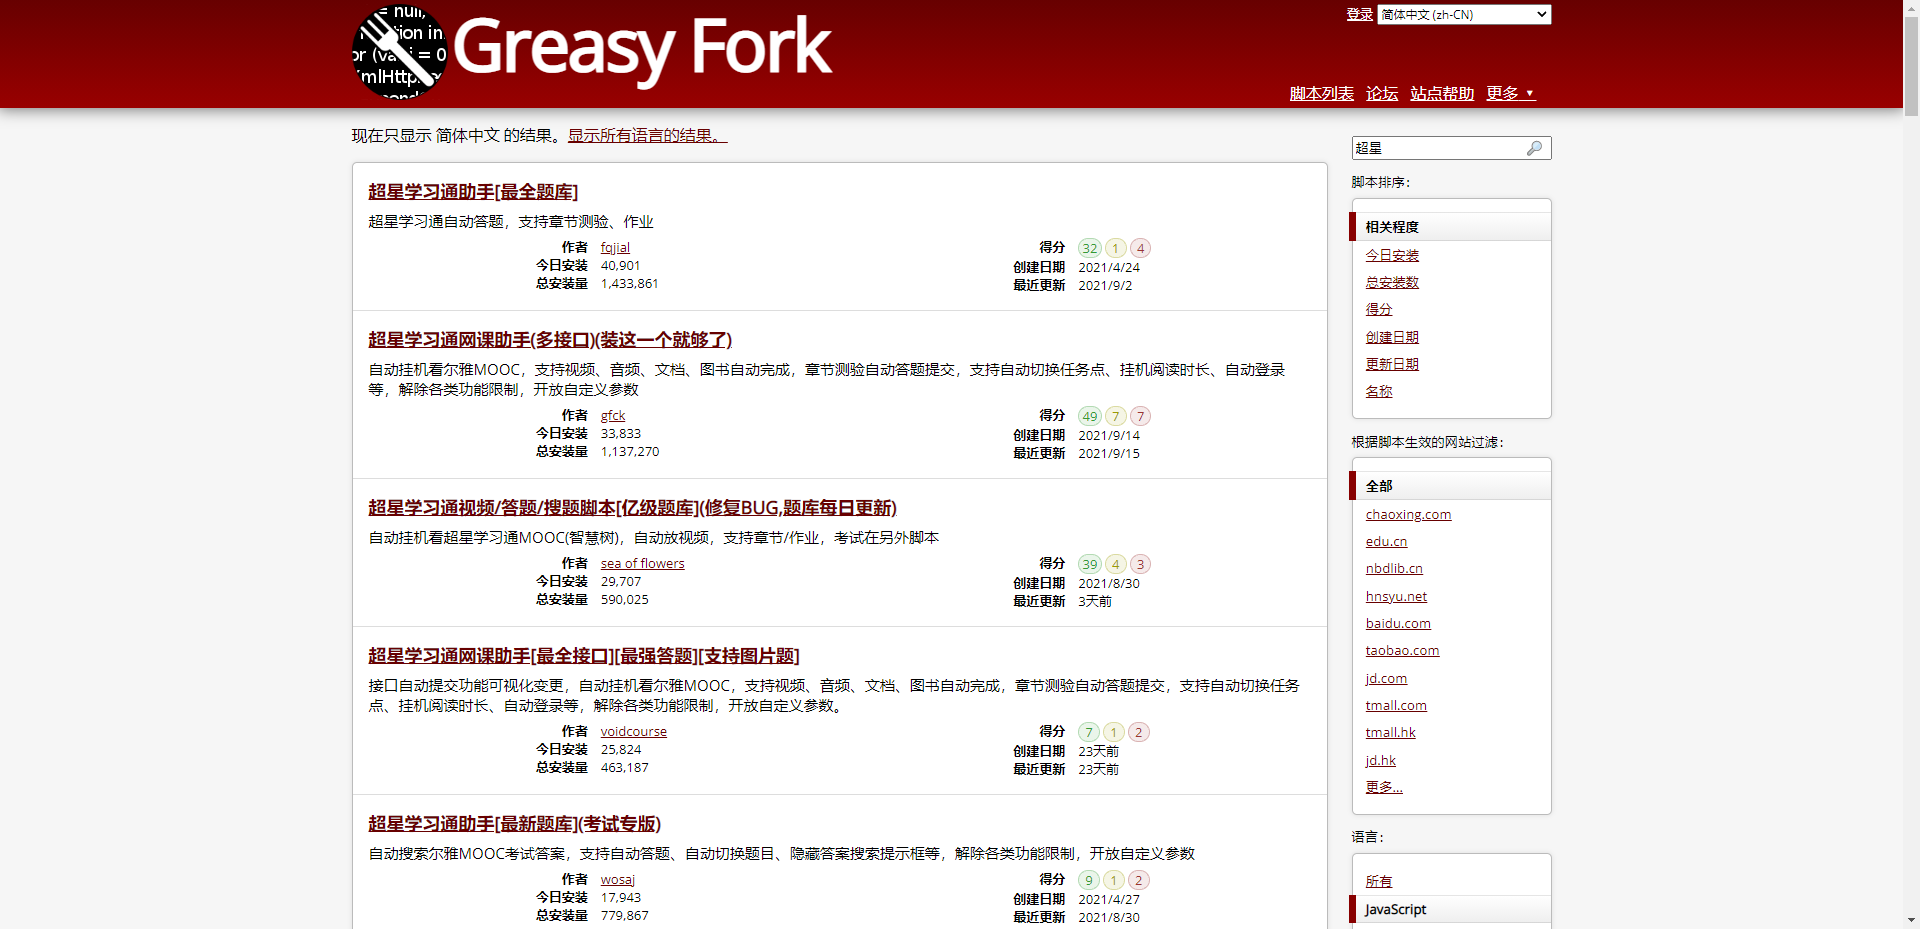 = null,
tion in
or (va i = 0
XmlHttp
Greasy Fork
登录 简体中文 (zh-CN)
脚本列表 论坛 站点帮助 更多 ▼
现在只显示 简体中文 的结果。显示所有语言的结果。
超星学习通助手[最全题库]
超星学习通自动答题，支持章节测验、作业
作者 fqjial
今日安装 40,901
总安装量 1,433,861
得分 32 1 4
创建日期 2021/4/24
最近更新 2021/9/2
超星学习通网课助手(多接口)(装这一个就够了)
自动挂机看尔雅MOOC，支持视频、音频、文档、图书自动完成，章节测验自动答题提交，支持自动切换任务点、挂机阅读时长、自动登录
等，解除各类功能限制，开放自定义参数
作者 gfck
今日安装 33,833
总安装量 1,137,270
得分 49 7 7
创建日期 2021/9/14
最近更新 2021/9/15
超星学习通视频/答题/搜题脚本[亿级题库](修复BUG,题库每日更新)
自动挂机看超星学习通MOOC(智慧树)，自动放视频，支持章节/作业，考试在另外脚本
作者 sea of flowers
今日安装 29,707
总安装量 590,025
得分 39 4 3
创建日期 2021/8/30
最近更新 3天前
超星学习通网课助手[最全接口][最强答题][支持图片题]
接口自动提交功能可视化变更，自动挂机看尔雅MOOC，支持视频、音频、文档、图书自动完成，章节测验自动答题提交，支持自动切换任务
点、挂机阅读时长、自动登录等，解除各类功能限制，开放自定义参数。
作者 voidcourse
今日安装 25,824
总安装量 463,187
得分 7 1 2
创建日期 23天前
最近更新 23天前
超星学习通助手[最新题库](考试专版)
自动搜索尔雅MOOC考试答案，支持自动答题、自动切换题目、隐藏答案搜索提示框等，解除各类功能限制，开放自定义参数
作者 wosaj
今日安装 17,943
总安装量 779,867
得分 9 1 2
创建日期 2021/4/27
最近更新 2021/8/30
超星
脚本排序：
相关程度
今日安装
总安装数
得分
创建日期
更新日期
名称
根据脚本生效的网站过滤：
全部
chaoxing.com
edu.cn
nbdlib.cn
hnsyu.net
baidu.com
taobao.com
jd.com
tmall.com
tmall.hk
jd.hk
更多…
语言：
所有
JavaScript